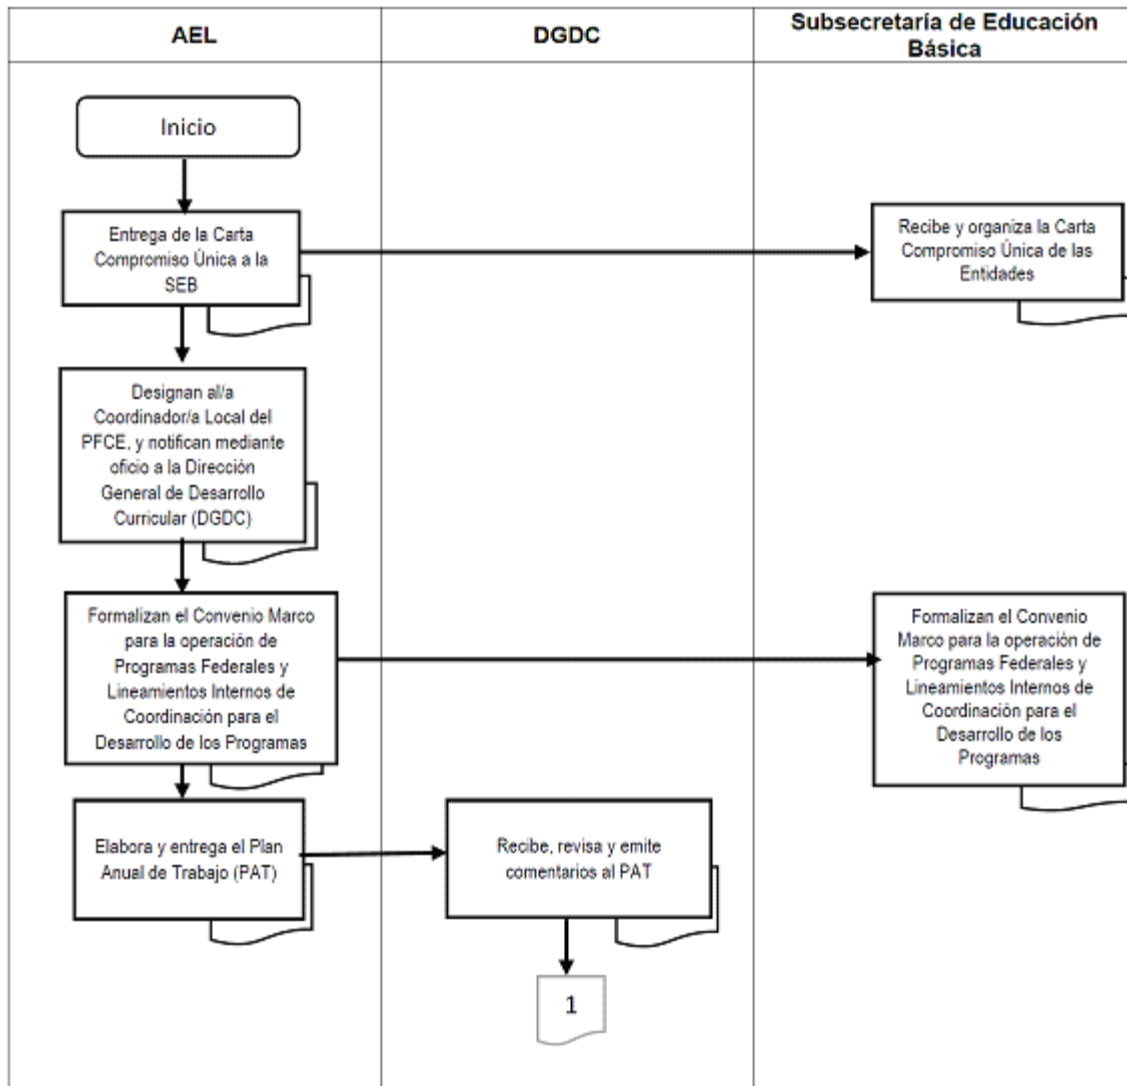 AEL
DGDC
Subsecretaría de Educación
Básica
Inicio
Entrega de la Carta
Compromiso Única a la
SEB
Recibe y organiza la Carta
Compromiso Única de las
Entidades
Designan al/a
Coordinador/a Local del
PFCE, y notifican mediante
oficio a la Dirección
General de Desarrollo
Curricular (DGDC)
Formalizan el Convenio Marco
para la operación de
Programas Federales y
Lineamientos Internos de
Coordinación para el
Desarrollo de los Programas
Formalizan el Convenio
Marco para la operación de
Programas Federales y
Lineamientos Internos de
Coordinación para el
Desarrollo de los
Programas
Elabora y entrega el Plan
Anual de Trabajo (PAT)
Recibe, revisa y emite
comentarios al PAT
1